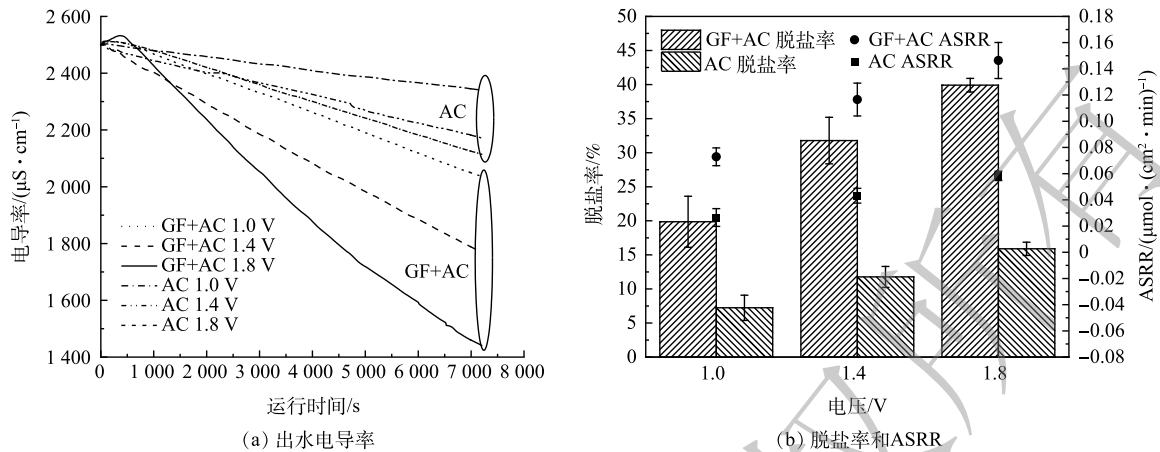 2 600
2 400
2 200
2 000
1 800
1 600
1 400
电导率/(μS·cm⁻¹)
AC
GF+AC
GF+AC 1.0 V
GF+AC 1.4 V
GF+AC 1.8 V
AC 1.0 V
AC 1.4 V
AC 1.8 V
0 1 000 2 000 3 000 4 000 5 000 6 000 7 000 8 000
运行时间/s
(a) 出水电导率
50
45
40
35
30
25
20
15
10
5
0
脱盐率/%
GF+AC 脱盐率 GF+AC ASRR
AC 脱盐率 AC ASRR
0.18
0.16
0.14
0.12
0.10
0.08
0.06
0.04
0.02
0
−0.02
−0.04
−0.06
−0.08
ASRR/(μmol·(cm²·min)⁻¹)
1.0 1.4 1.8
电压/V
(b) 脱盐率和ASRR